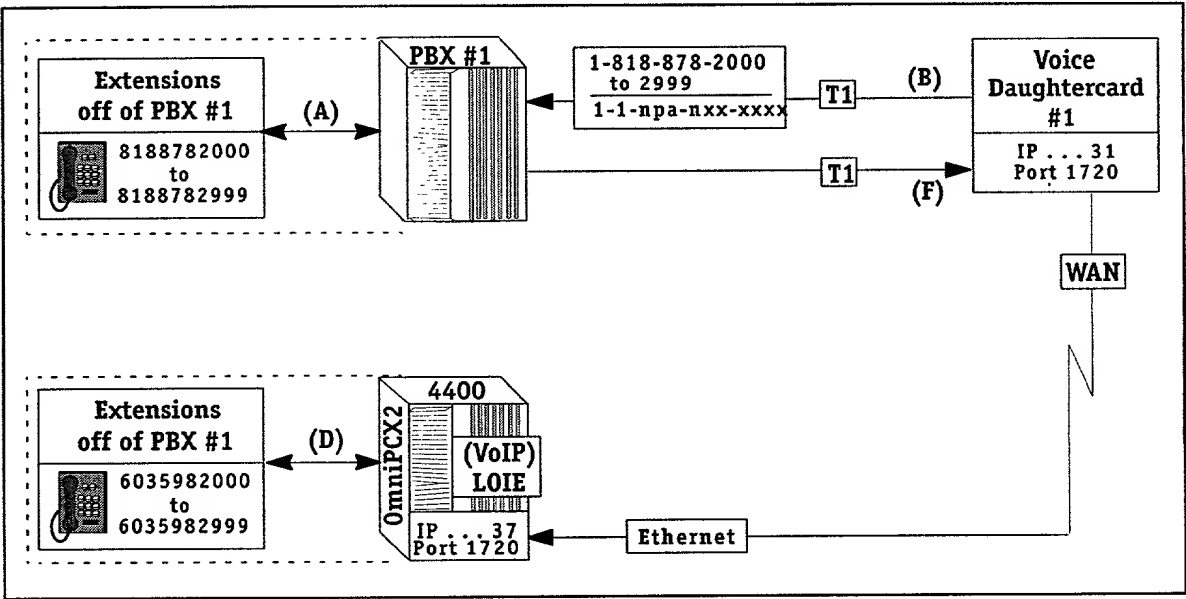 Extensions
off of PBX #1
8188782000
to
8188782999
(A)
PBX #1
1-818-878-2000
to 2999
1-1-npa-nxx-xxxx
T1
(B)
T1
(F)
Voice
Daughtercard
#1
IP . . . 31
Port 1720
WAN
Extensions
off of PBX #1
6035982000
to
6035982999
(D)
4400
OmniPCX2
(VoIP)
LOIE
IP . . . 37
Port 1720
Ethernet